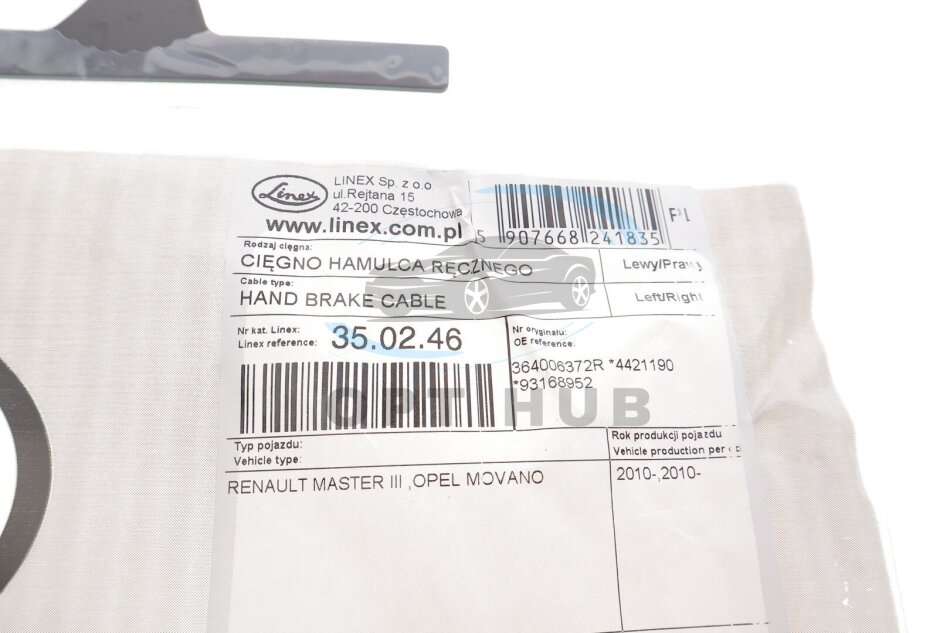 Linex
LINEX Sp. z o.o.
ul.Rejtana 15
42-200 Częstochowa
www.linex.com.pl
5 907668 241835
Rodzaj cięgna:
CIĘGNO HAMULCA RĘCZNEGO
Lewy/Prawy
Cable type:
HAND BRAKE CABLE
Left/Right
Nr kat. Linex:
Linex reference: 35.02.46
Nr oryginału:
OE reference:
364006372R *4421190
*93168952
OPT HUB
Typ pojazdu:
Vehicle type:
Rok produkcji pojazdu
Vehicle production per
RENAULT MASTER III ,OPEL MOVANO
2010-,2010-